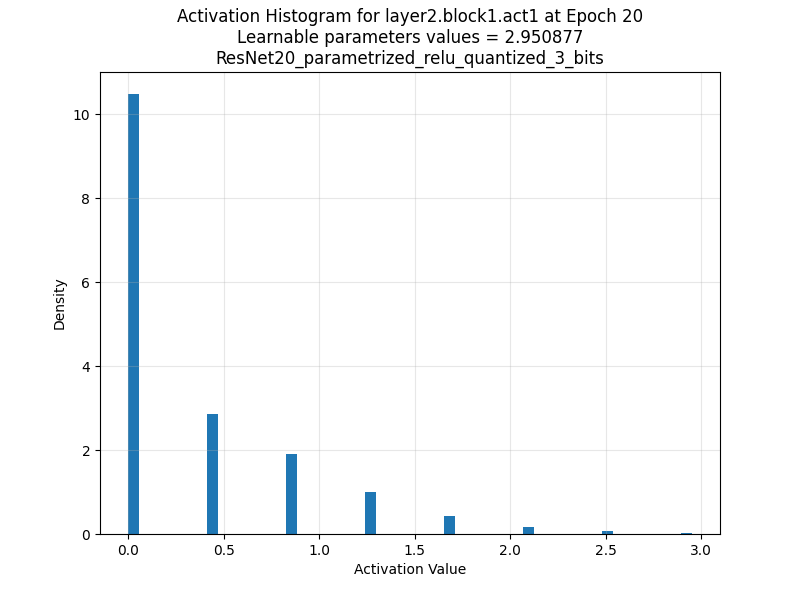 Activation Histogram for layer2.block1.act1 at Epoch 20
Learnable parameters values = 2.950877
ResNet20_parametrized_relu_quantized_3_bits
10
8
6
4
2
0
Density
0.0 0.5 1.0 1.5 2.0 2.5 3.0
Activation Value